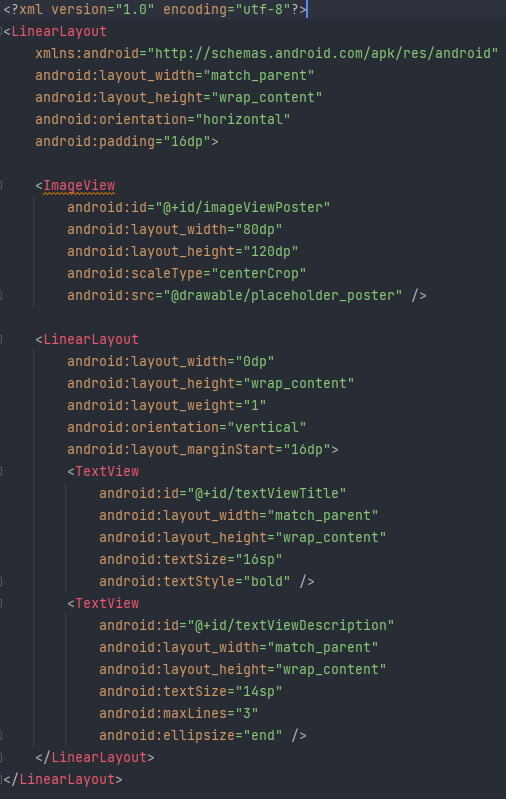 <?xml version="1.0" encoding="utf-8"?>
<LinearLayout
    xmlns:android="http://schemas.android.com/apk/res/android"
    android:layout_width="match_parent"
    android:layout_height="wrap_content"
    android:orientation="horizontal"
    android:padding="16dp">

    <ImageView
        android:id="@+id/imageViewPoster"
        android:layout_width="80dp"
        android:layout_height="120dp"
        android:scaleType="centerCrop"
        android:src="@drawable/placeholder_poster" />

    <LinearLayout
        android:layout_width="0dp"
        android:layout_height="wrap_content"
        android:layout_weight="1"
        android:orientation="vertical"
        android:layout_marginStart="16dp">
        <TextView
            android:id="@+id/textViewTitle"
            android:layout_width="match_parent"
            android:layout_height="wrap_content"
            android:textSize="16sp"
            android:textStyle="bold" />
        <TextView
            android:id="@+id/textViewDescription"
            android:layout_width="match_parent"
            android:layout_height="wrap_content"
            android:textSize="14sp"
            android:maxLines="3"
            android:ellipsize="end" />
    </LinearLayout>
</LinearLayout>